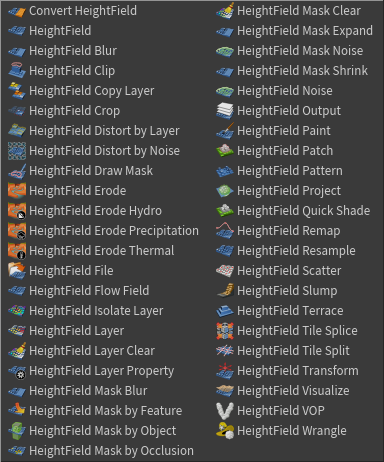 Convert HeightField
HeightField
HeightField Blur
HeightField Clip
HeightField Copy Layer
HeightField Crop
HeightField Distort by Layer
HeightField Distort by Noise
HeightField Draw Mask
HeightField Erode
HeightField Erode Hydro
HeightField Erode Precipitation
HeightField Erode Thermal
HeightField File
HeightField Flow Field
HeightField Isolate Layer
HeightField Layer
HeightField Layer Clear
HeightField Layer Property
HeightField Mask Blur
HeightField Mask by Feature
HeightField Mask by Object
HeightField Mask by Occlusion
HeightField Mask Clear
HeightField Mask Expand
HeightField Mask Noise
HeightField Mask Shrink
HeightField Noise
HeightField Output
HeightField Paint
HeightField Patch
HeightField Pattern
HeightField Project
HeightField Quick Shade
HeightField Remap
HeightField Resample
HeightField Scatter
HeightField Slump
HeightField Terrace
HeightField Tile Splice
HeightField Tile Split
HeightField Transform
HeightField Visualize
HeightField VOP
HeightField Wrangle